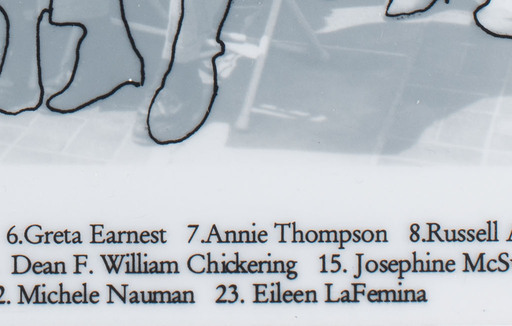 6.Greta Earnest 7.Annie Thompson 8.Russell
Dean F. William Chickering 15. Josephine
Michele Nauman 23. Eileen LaFemina